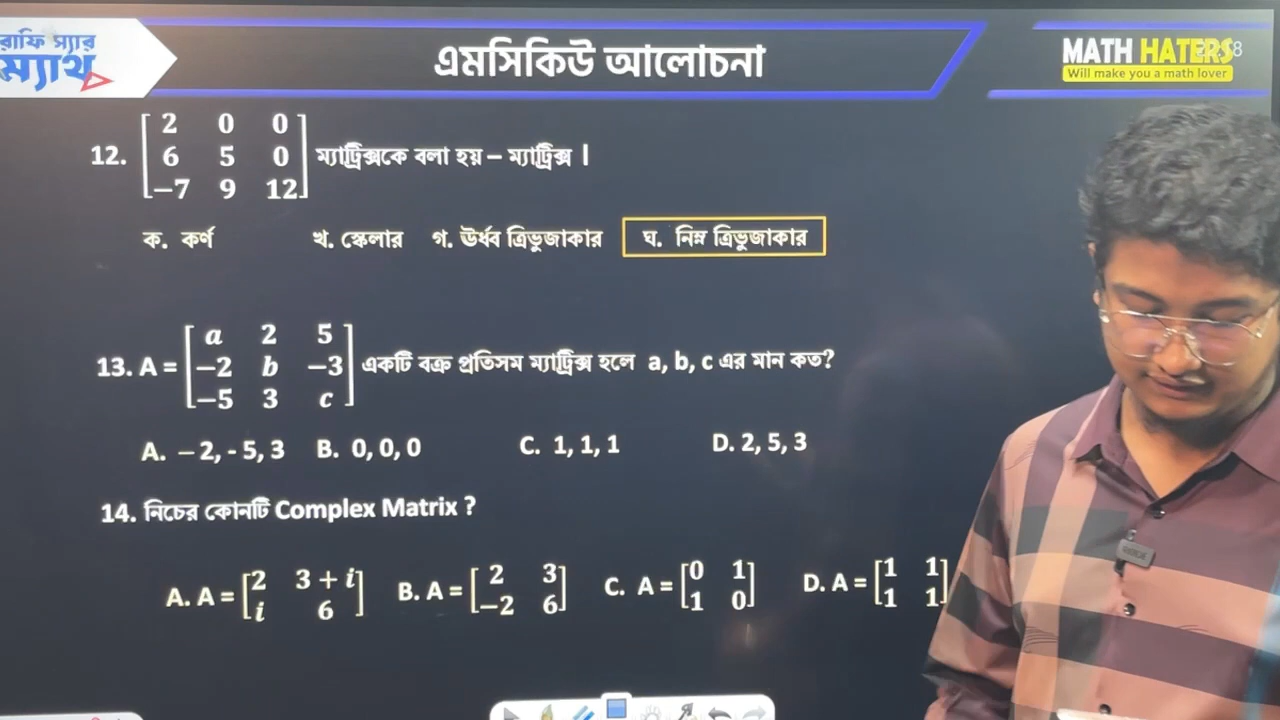 রাফি স্যার
ম্যাথ
এমসিকিউ আলোচনা
MATH HATERS
Will make you a math lover
12. [2 0 0
6 5 0
−7 9 12] ম্যাট্রিক্সকে বলা হয় – ম্যাট্রিক্স ।
ক. কর্ণ খ. স্কেলার গ. ঊর্ধ্ব ত্রিভুজাকার ঘ. নিম্ন ত্রিভুজাকার
13. A = [a 2 5
−2 b −3
−5 3 c] একটি বক্র প্রতিসম ম্যাট্রিক্স হলে a, b, c এর মান কত?
A. – 2, - 5, 3 B. 0, 0, 0 C. 1, 1, 1 D. 2, 5, 3
14. নিচের কোনটি Complex Matrix ?
A. A = [2 3 + i
i 6] B. A = [2 3
−2 6] C. A = [0 1
1 0] D. A = [1 1
1 1]